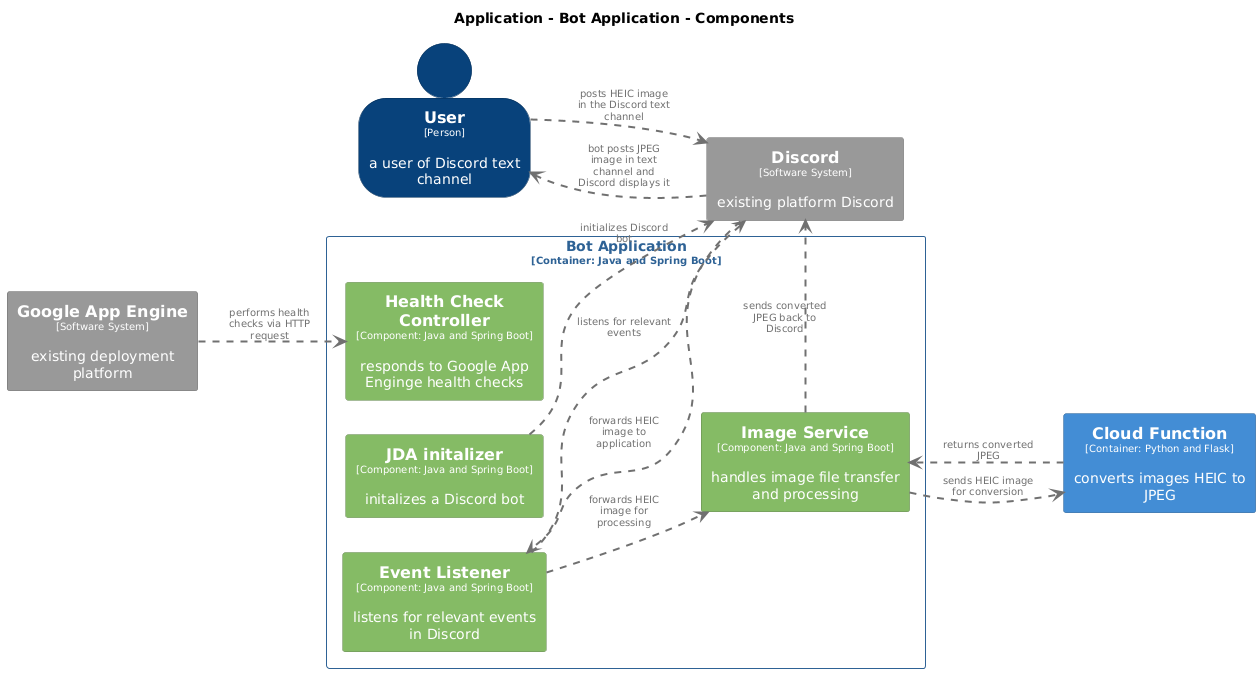 Application - Bot Application - Components
User
[Person]
a user of Discord text
channel
posts HEIC image
in the Discord text
channel
bot posts JPEG
image in text
channel and
Discord displays it
Discord
[Software System]
existing platform Discord
initializes Discord
bot
Bot Application
[Container: Java and Spring Boot]
Google App Engine
[Software System]
existing deployment
platform
performs health
checks via HTTP
request
Health Check
Controller
[Component: Java and Spring Boot]
responds to Google App
Enginge health checks
listens for relevant
events
sends converted
JPEG back to
Discord
JDA initalizer
[Component: Java and Spring Boot]
initalizes a Discord bot
forwards HEIC
image to
application
Image Service
[Component: Java and Spring Boot]
handles image file transfer
and processing
returns converted
JPEG
sends HEIC image
for conversion
Cloud Function
[Container: Python and Flask]
converts images HEIC to
JPEG
forwards HEIC
image for
processing
Event Listener
[Component: Java and Spring Boot]
listens for relevant events
in Discord